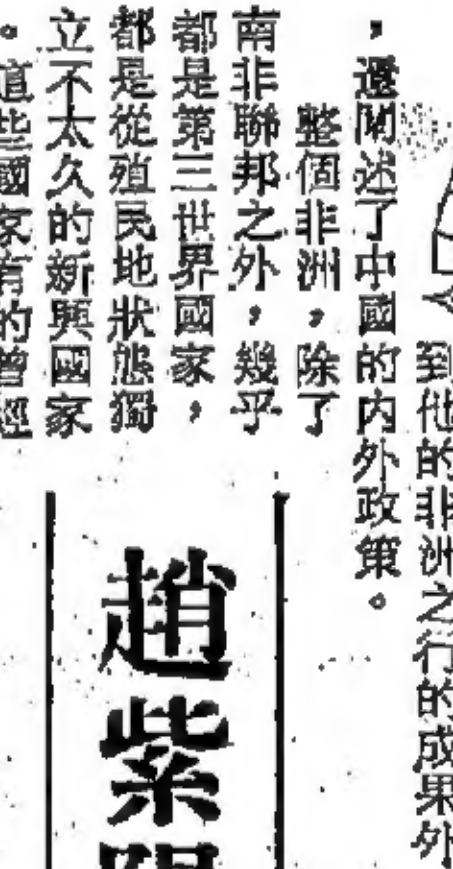 到他的非洲之行的成果外
，還闡述了中國的內外政策。
整個非洲，除了
南非聯邦之外，幾乎
都是第三世界國家，
都是從殖民地狀態獨
立不太久的新興國家
。這些國家有的曾經
趙紫